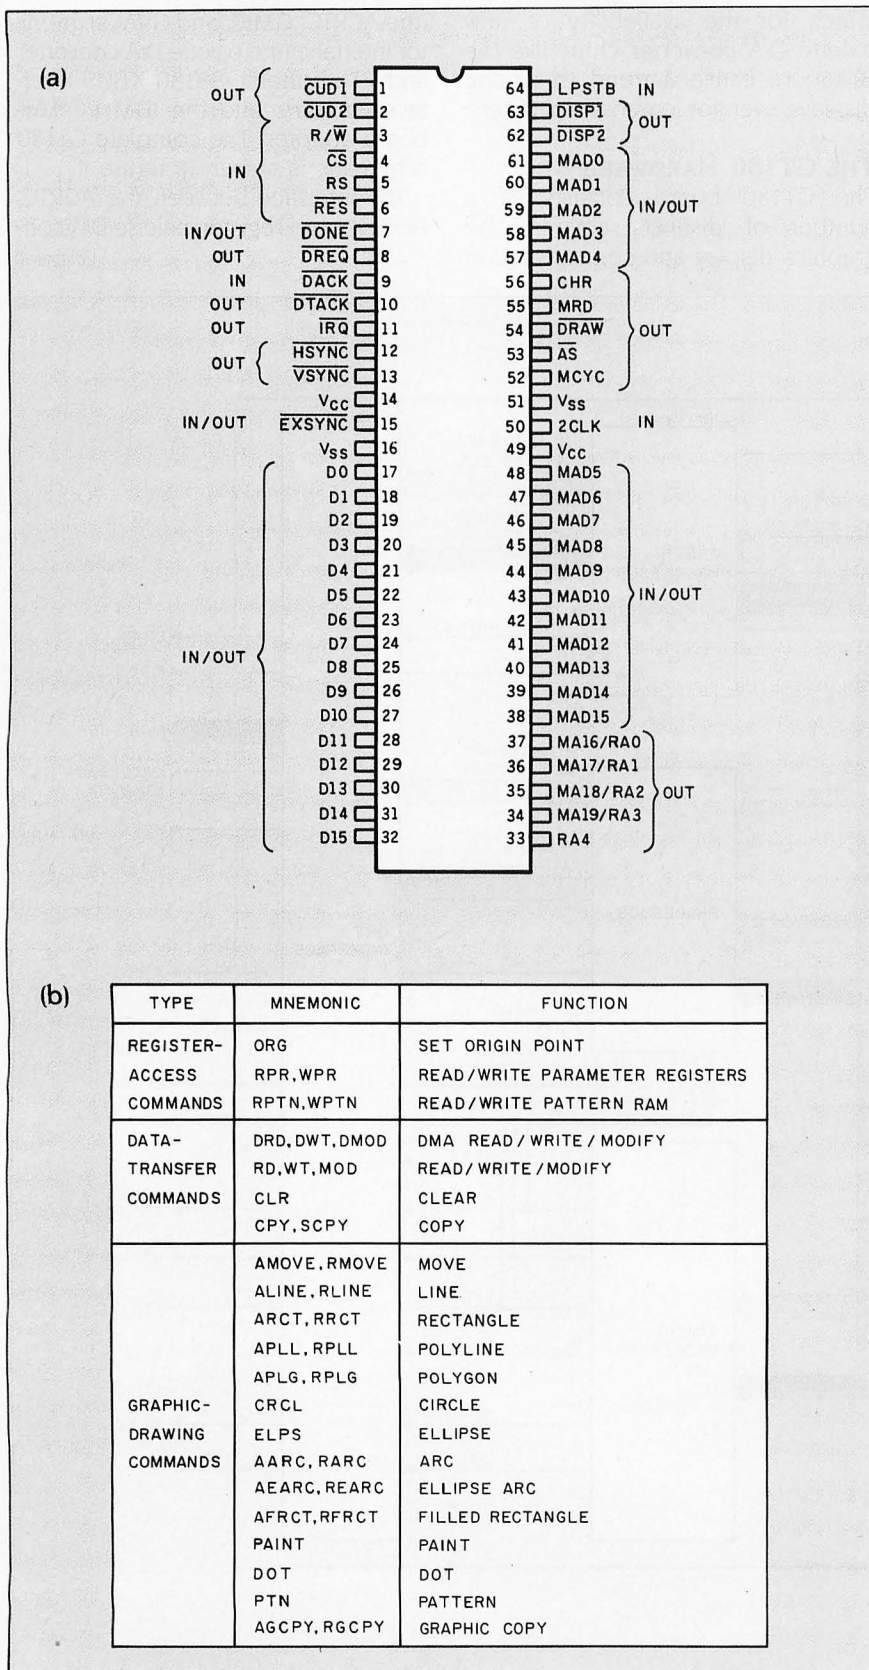 (a)
OUT CUD1 1 64 LPSTB IN
CUD2 2 63 DISP1 OUT
R/W 3 62 DISP2
IN CS 4 61 MAD0 IN/OUT
RS 5 60 MAD1
RES 6 59 MAD2
IN/OUT DONE 7 58 MAD3
OUT DREQ 8 57 MAD4
IN DACK 9 56 CHR OUT
OUT DTACK 10 55 MRD
OUT IRQ 11 54 DRAW
OUT HSYNC 12 53 AS
VSYNC 13 52 MCYC
VCC 14 51 VSS
IN/OUT EXSYNC 15 50 2CLK IN
VSS 16 49 VCC
IN/OUT D0 17 48 MAD5 IN/OUT
D1 18 47 MAD6
D2 19 46 MAD7
D3 20 45 MAD8
D4 21 44 MAD9
D5 22 43 MAD10
D6 23 42 MAD11
D7 24 41 MAD12
D8 25 40 MAD13
D9 26 39 MAD14
D10 27 38 MAD15
D11 28 37 MA16/RA0 OUT
D12 29 36 MA17/RA1
D13 30 35 MA18/RA2
D14 31 34 MA19/RA3
D15 32 33 RA4
(b)
TYPE MNEMONIC FUNCTION
REGISTER- ORG SET ORIGIN POINT
ACCESS RPR,WPR READ/WRITE PARAMETER REGISTERS
COMMANDS RPTN,WPTN READ/WRITE PATTERN RAM
DATA- DRD,DWT,DMOD DMA READ/WRITE/MODIFY
TRANSFER RD,WT,MOD READ/WRITE/MODIFY
COMMANDS CLR CLEAR
CPY,SCPY COPY
AMOVE,RMOVE MOVE
ALINE,RLINE LINE
ARCT,RRCT RECTANGLE
APLL,RPLL POLYLINE
APLG,RPLG POLYGON
GRAPHIC- CRCL CIRCLE
DRAWING ELPS ELLIPSE
COMMANDS AARC,RARC ARC
AEARC,REARC ELLIPSE ARC
AFRCT,RFRCT FILLED RECTANGLE
PAINT PAINT
DOT DOT
PTN PATTERN
AGCPY,RGCPY GRAPHIC COPY